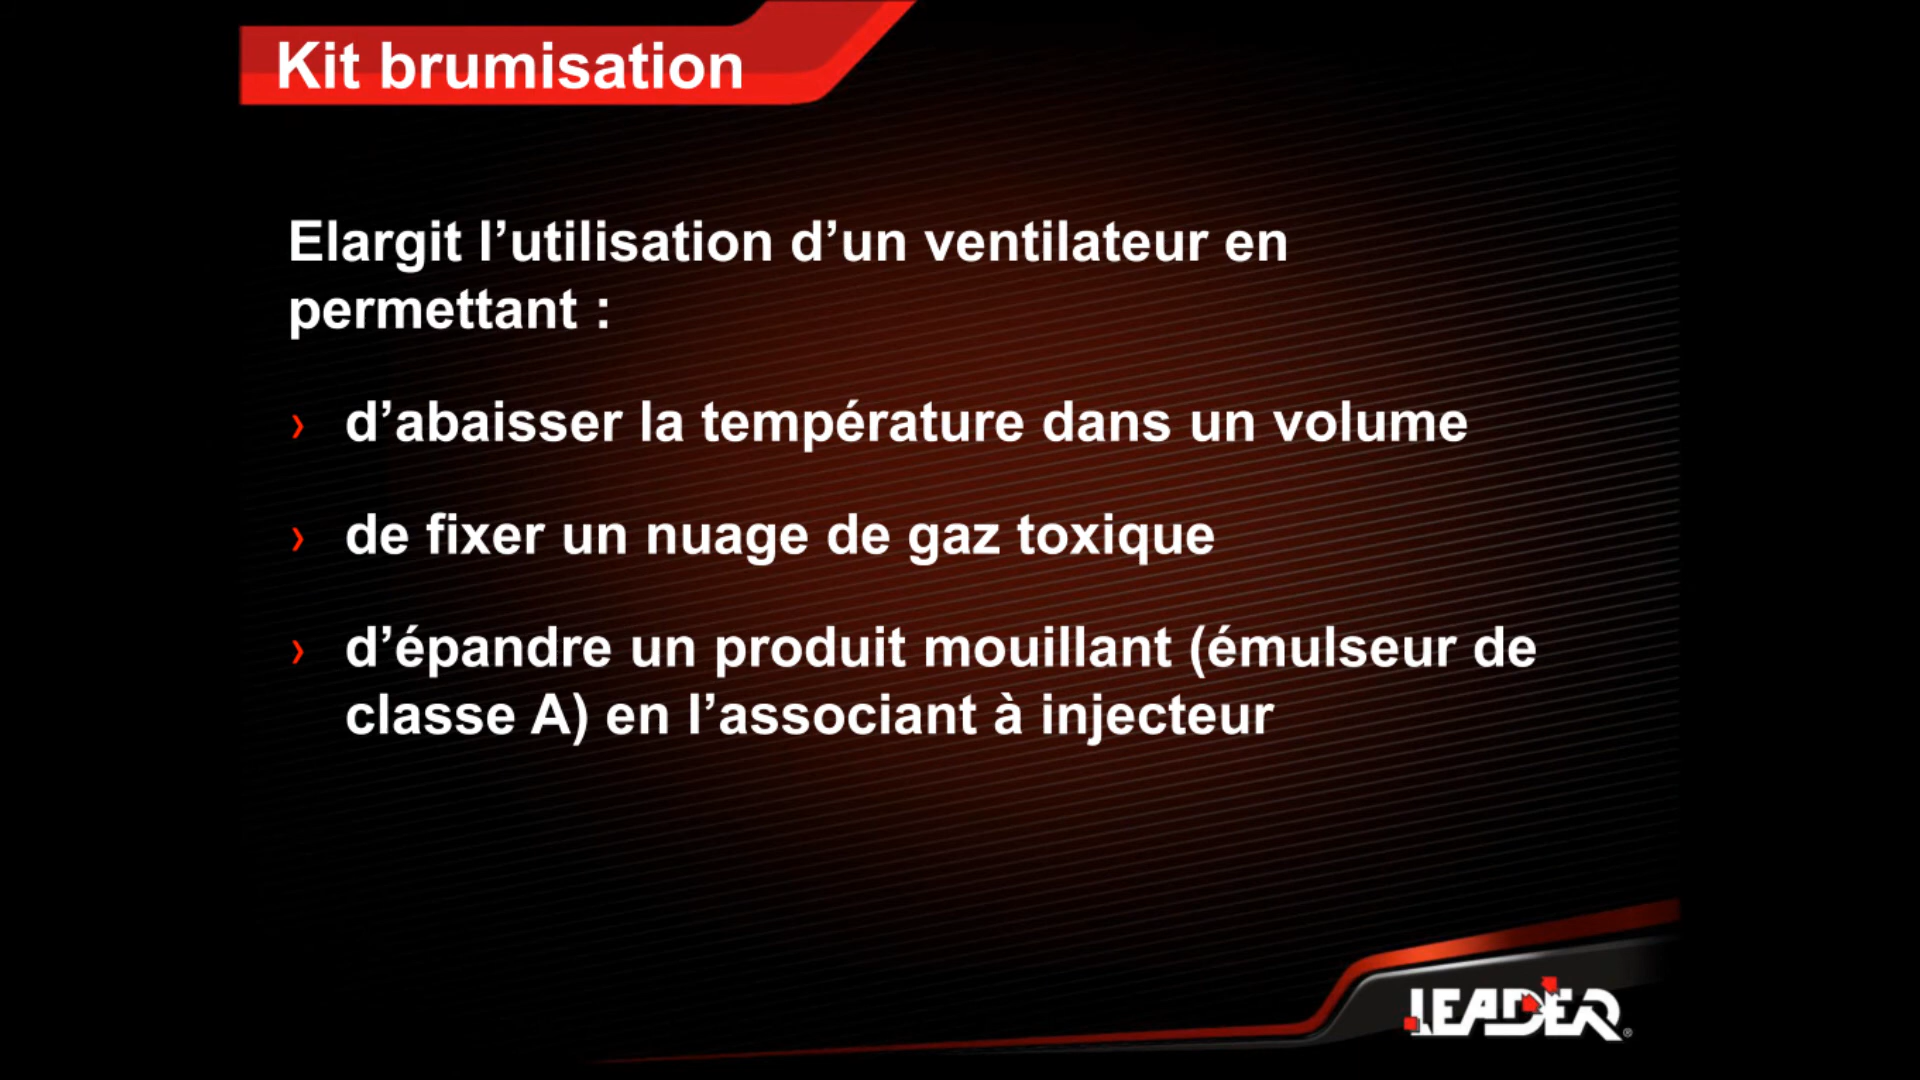 Kit brumisation
Elargit l’utilisation d’un ventilateur en
permettant :
› d’abaisser la température dans un volume
› de fixer un nuage de gaz toxique
› d’épandre un produit mouillant (émulseur de
classe A) en l’associant à injecteur
LEADER®